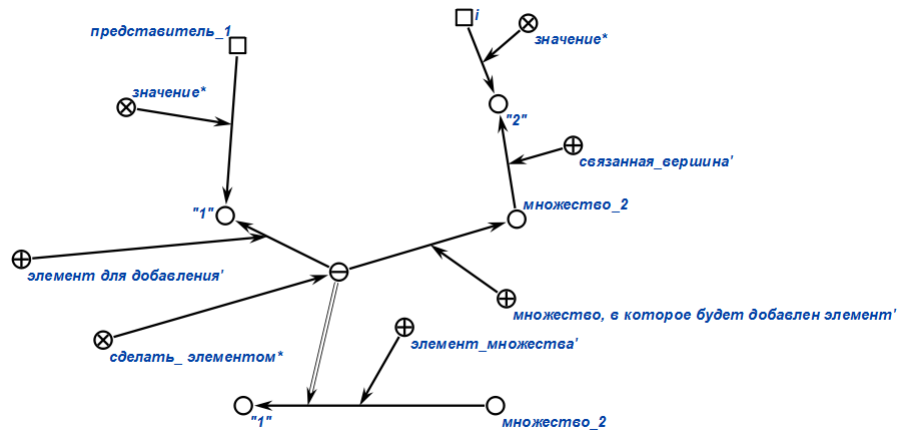 i
представитель_1
значение*
значение*
"2"
связанная_вершина'
"1"
множество_2
элемент для добавления'
множество, в которое будет добавлен элемент'
элемент_множества'
сделать_ элементом*
"1"
множество_2